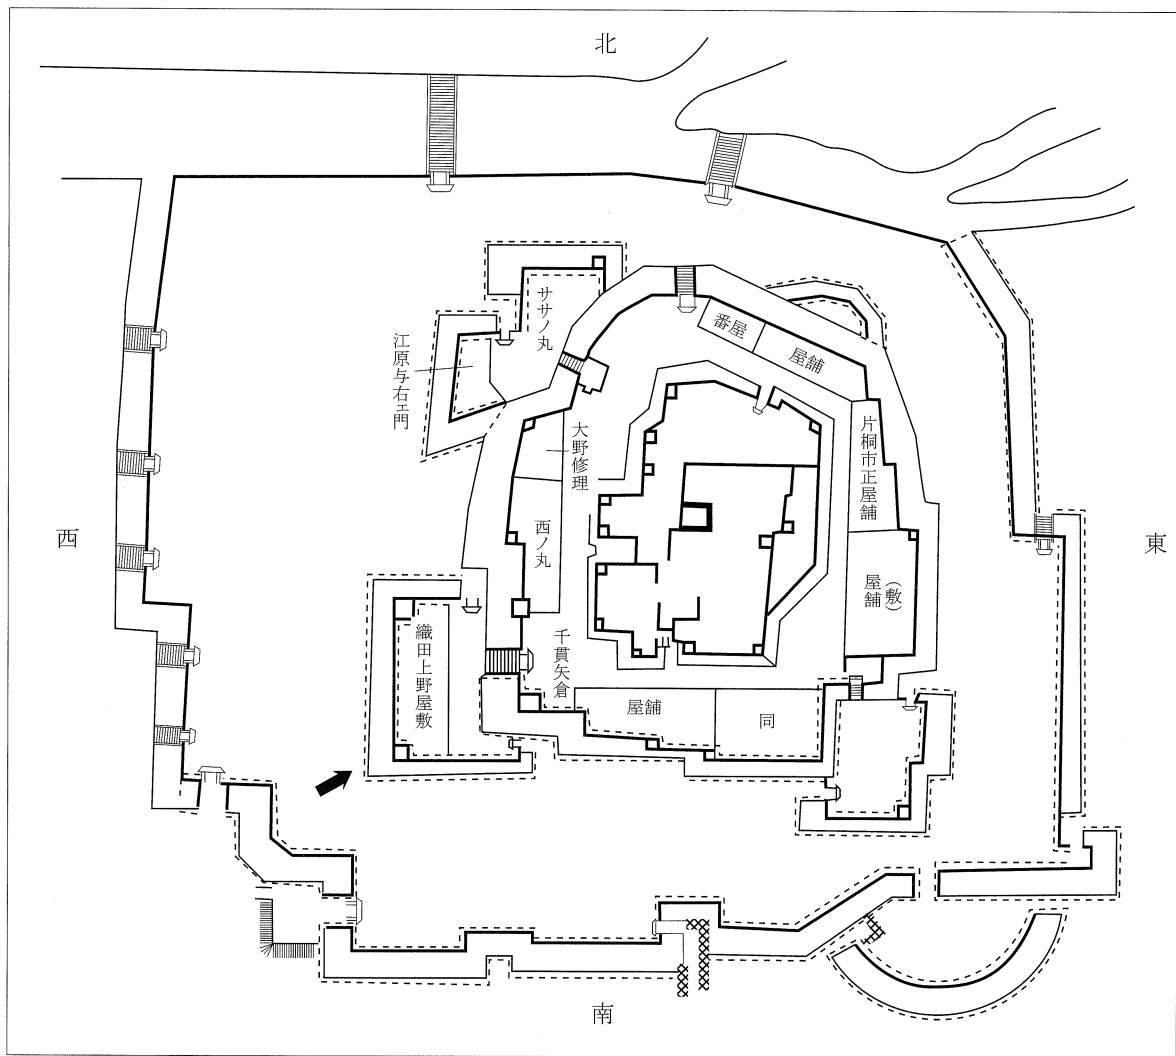 北
ササノ丸
番屋
屋舗
江原与右ヱ門
大野修理
片桐市正屋舗
西
西ノ丸
東
屋舗(敷)
織田上野屋敷
千貫矢倉
屋舗
同
南